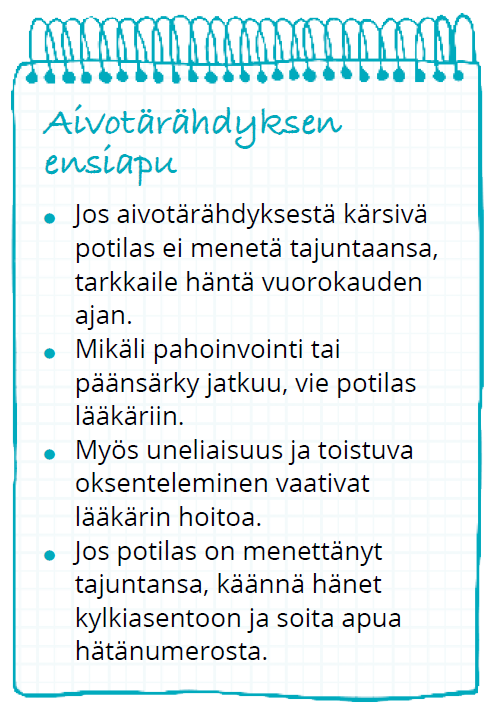 Aivotärähdyksen
ensiapu
• Jos aivotärähdyksestä kärsivä
potilas ei menetä tajuntaansa,
tarkkaile häntä vuorokauden
ajan.
• Mikäli pahoinvointi tai
päänsärky jatkuu, vie potilas
lääkäriin.
• Myös uneliaisuus ja toistuva
oksenteleminen vaativat
lääkärin hoitoa.
• Jos potilas on menettänyt
tajuntansa, käännä hänet
kylkiasentoon ja soita apua
hätänumerosta.